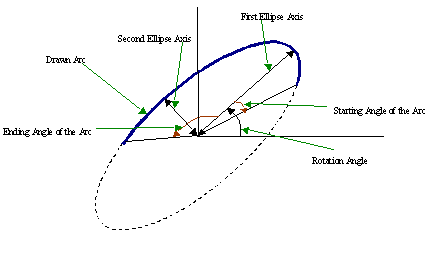 First Ellipse Axis
Second Ellipse Axis
Drawn Arc
Starting Angle of the Arc
Ending Angle of the Arc
Rotation Angle